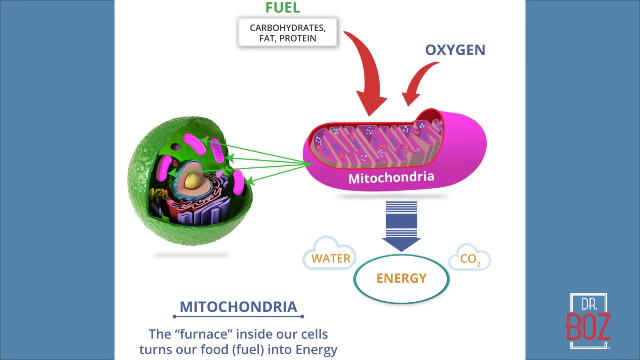 FUEL
CARBOHYDRATES,
FAT, PROTEIN
OXYGEN
Mitochondria
WATER
CO₂
ENERGY
MITOCHONDRIA
The “furnace” inside our cells
turns our food (fuel) into Energy
DR.
BOZ